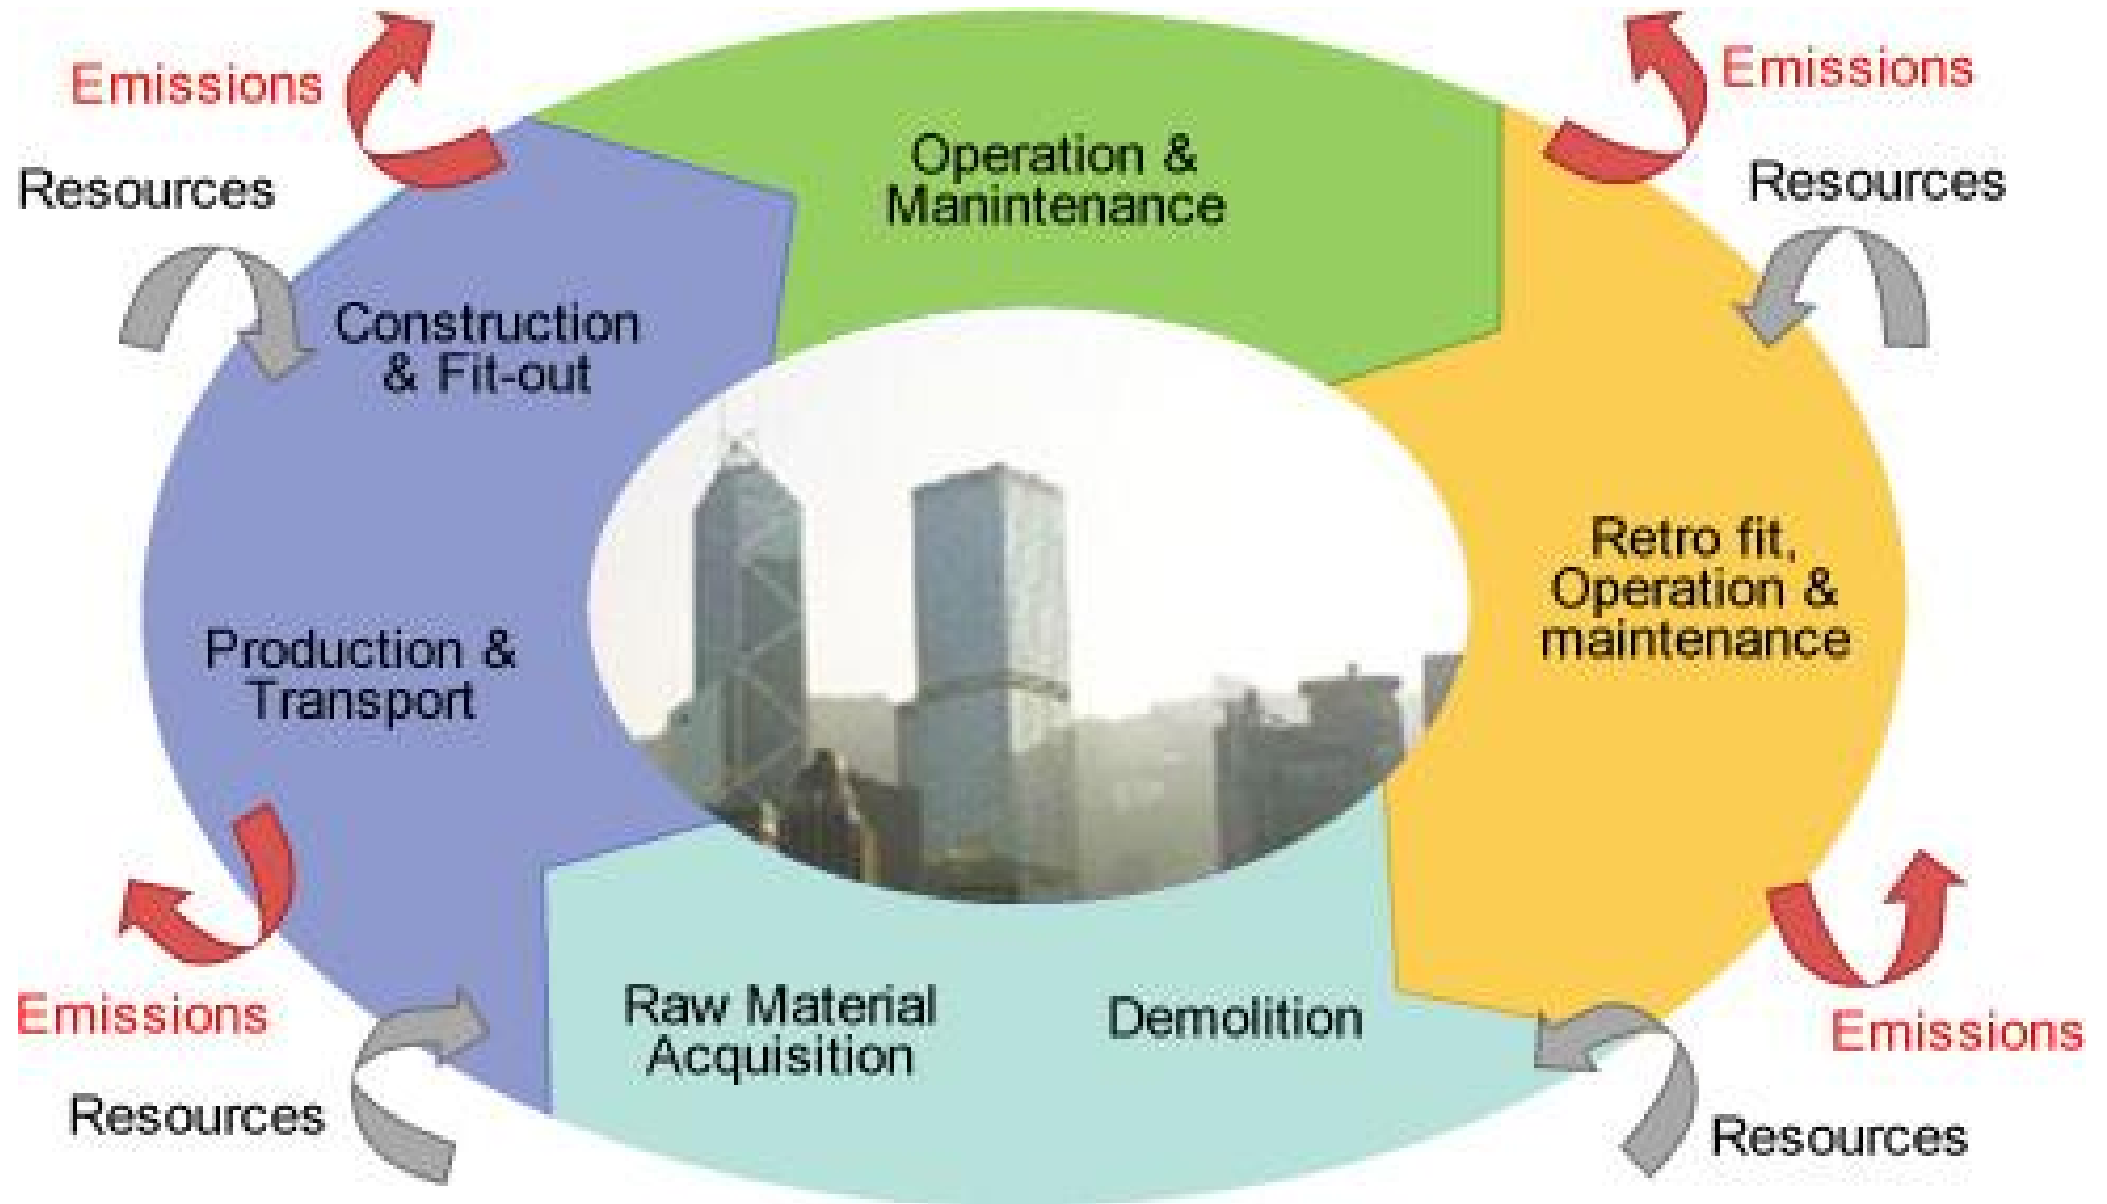 Emissions
Resources
Operation &
Manintenance
Emissions
Resources
Construction
& Fit-out
Retro fit,
Operation &
maintenance
Production &
Transport
Emissions
Resources
Raw Material
Acquisition
Demolition
Emissions
Resources